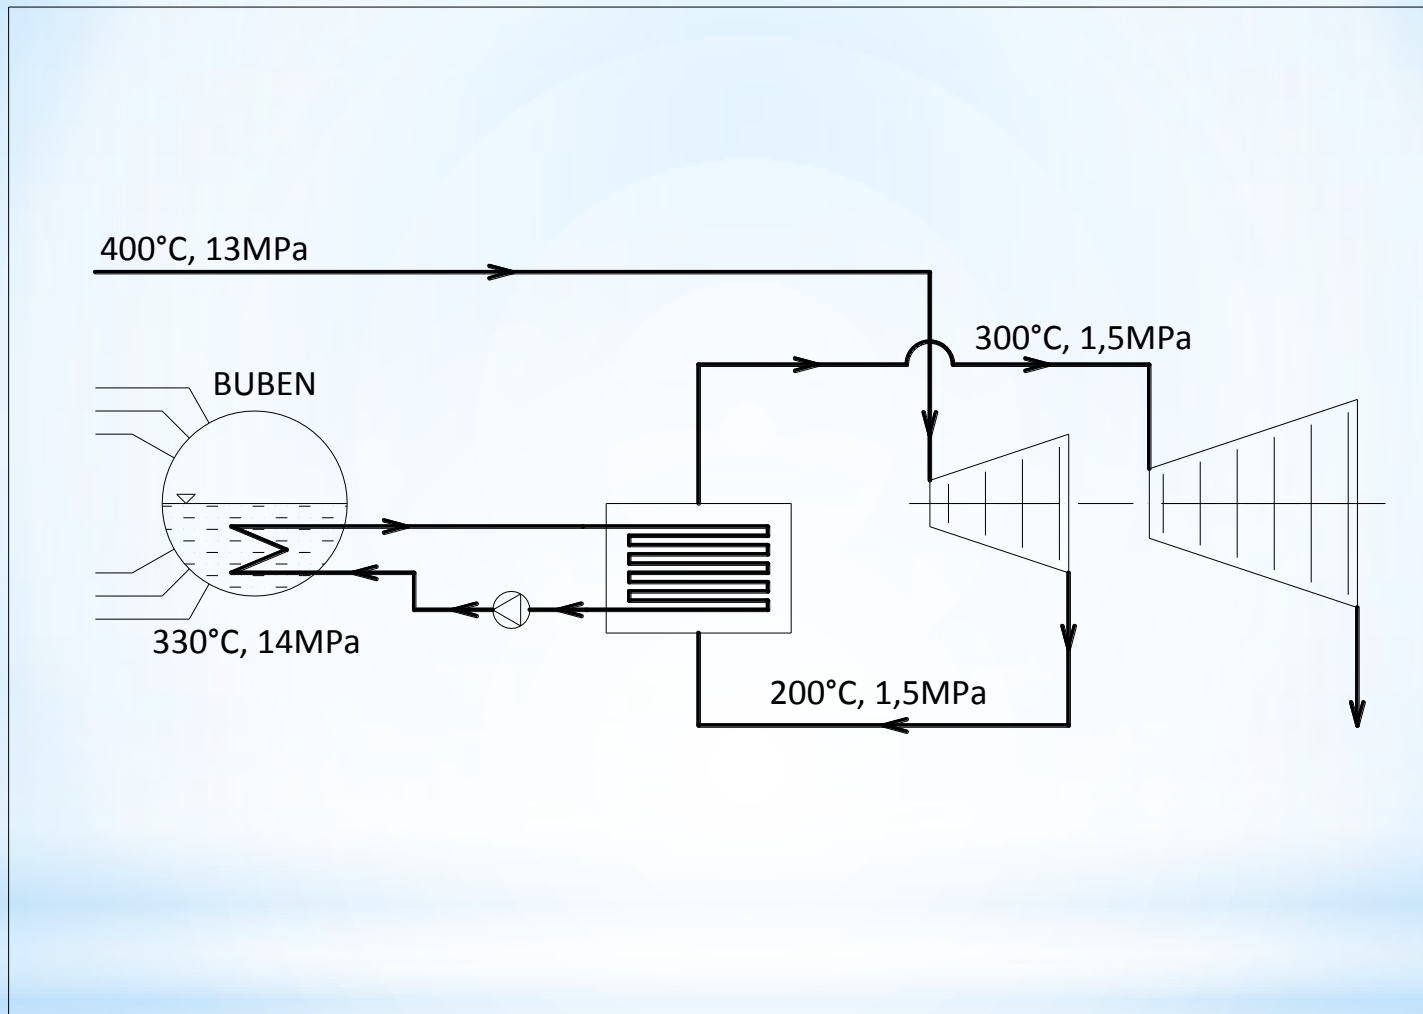 400°C, 13MPa
300°C, 1,5MPa
BUBEN
330°C, 14MPa
200°C, 1,5MPa